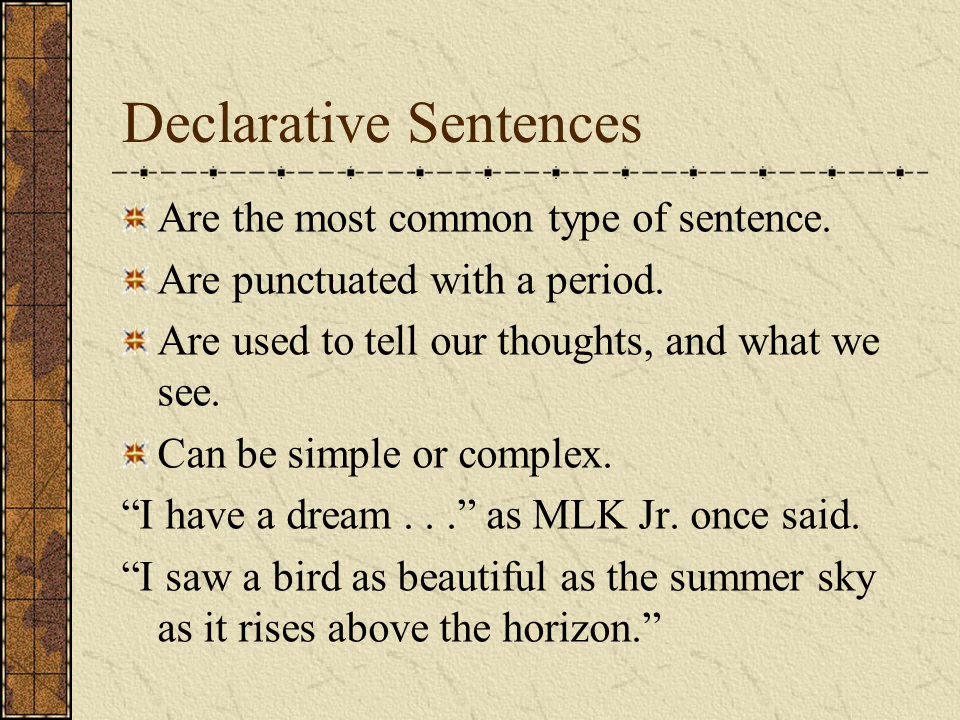 Declarative Sentences
Are the most common type of sentence.
Are punctuated with a period.
Are used to tell our thoughts, and what we
see.
Can be simple or complex.
“I have a dream . . .” as MLK Jr. once said.
“I saw a bird as beautiful as the summer sky
as it rises above the horizon.”